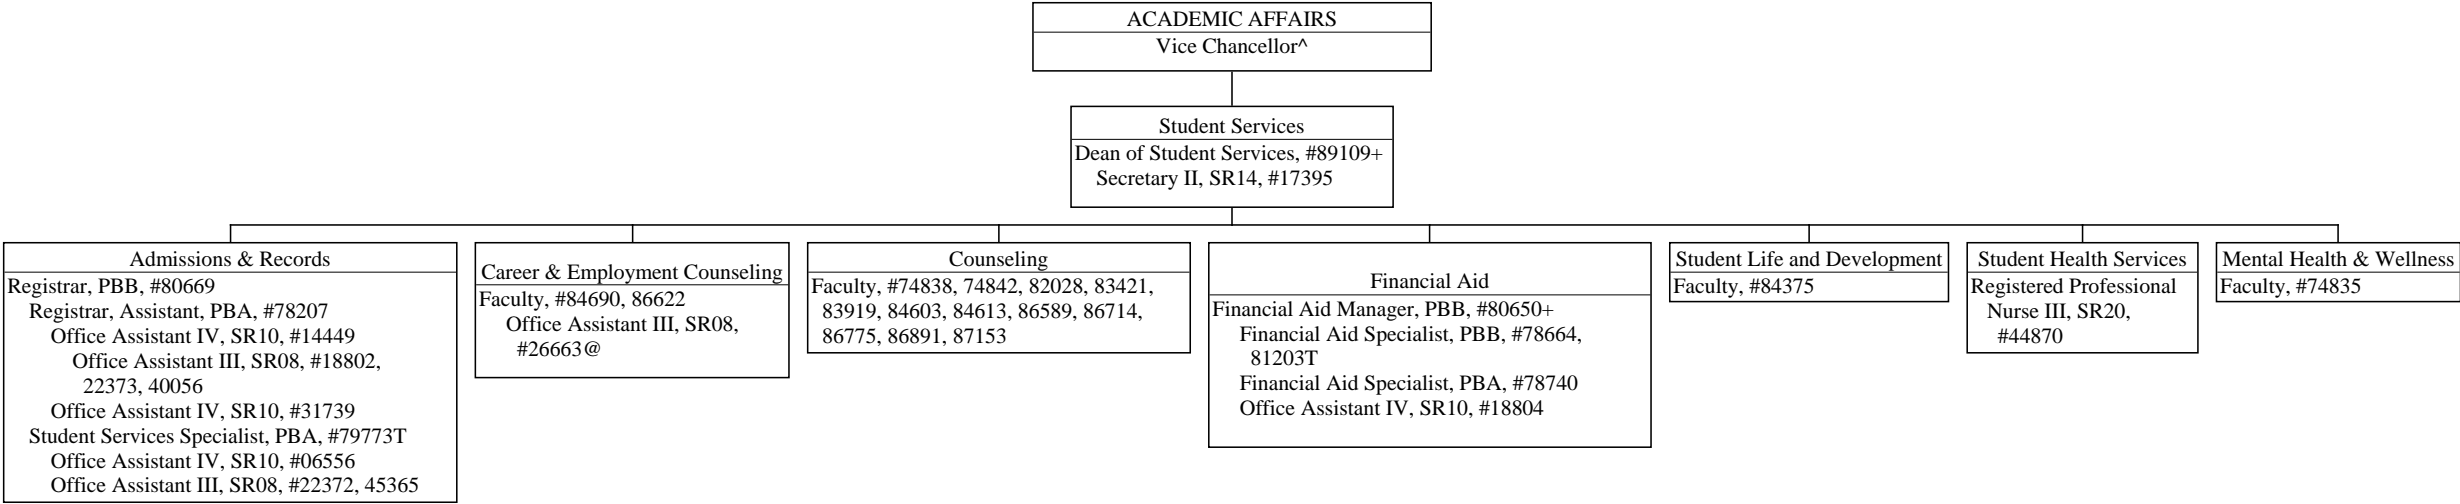 ACADEMIC AFFAIRS
Vice Chancellor^
Student Services
Dean of Student Services, #89109+
Secretary II, SR14, #17395
Admissions & Records
Registrar, PBB, #80669
Registrar, Assistant, PBA, #78207
Office Assistant IV, SR10, #14449
Office Assistant III, SR08, #18802,
22373, 40056
Office Assistant IV, SR10, #31739
Student Services Specialist, PBA, #79773T
Office Assistant IV, SR10, #06556
Office Assistant III, SR08, #22372, 45365
Career & Employment Counseling
Faculty, #84690, 86622
Office Assistant III, SR08,
#26663@
Counseling
Faculty, #74838, 74842, 82028, 83421,
83919, 84603, 84613, 86589, 86714,
86775, 86891, 87153
Financial Aid
Financial Aid Manager, PBB, #80650+
Financial Aid Specialist, PBB, #78664,
81203T
Financial Aid Specialist, PBA, #78740
Office Assistant IV, SR10, #18804
Student Life and Development
Faculty, #84375
Student Health Services
Registered Professional
Nurse III, SR20,
#44870
Mental Health & Wellness
Faculty, #74835